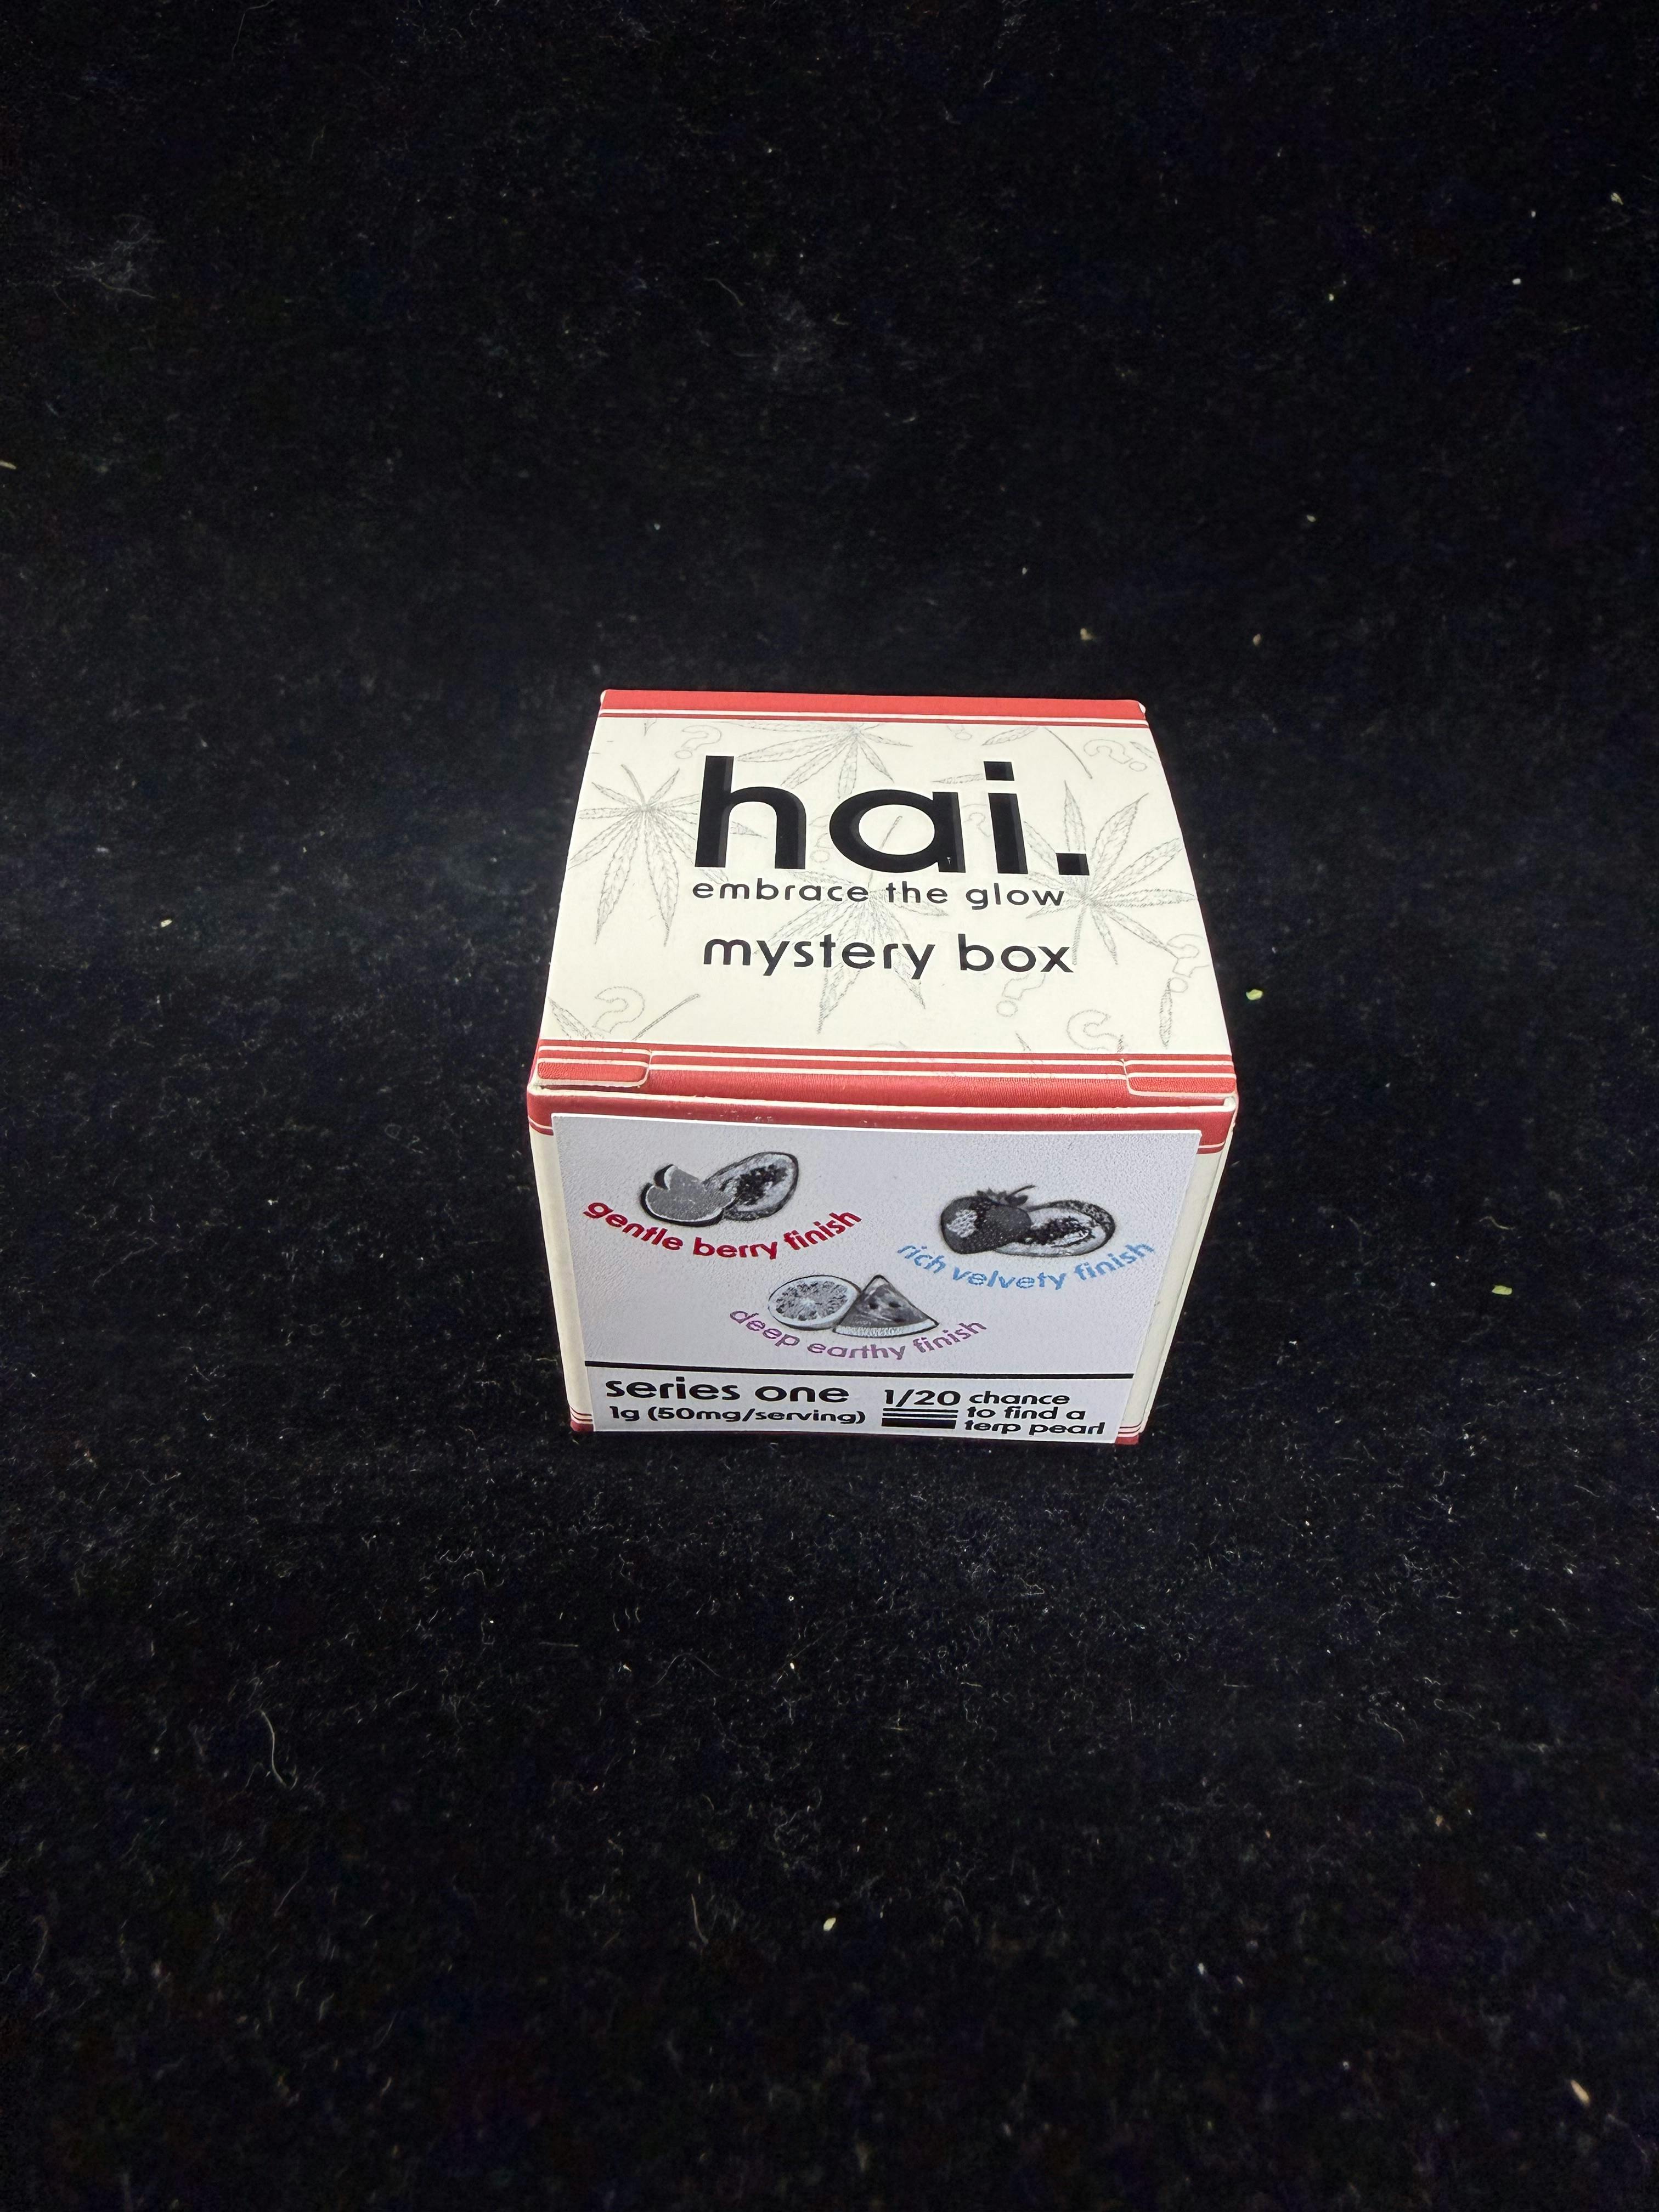 hai.
embrace the glow
mystery box
gentle berry finish
rich velvety finish
deep earthy finish
series one
1g (50mg/serving)
1/20 chance
to find a
terp pearl